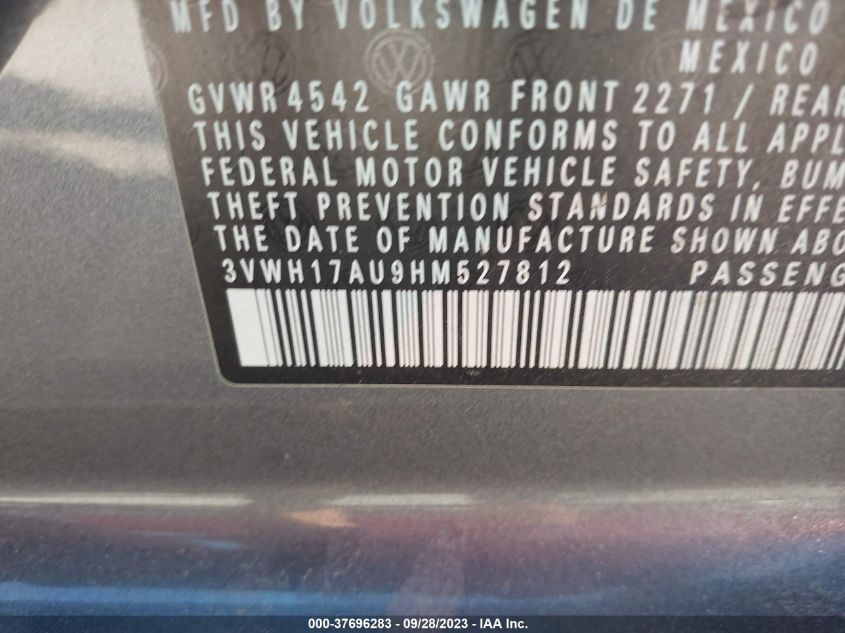 MFD BY VOLKSWAGEN DE MEXICO
MEXICO
GVWR 4542 GAWR FRONT 2271 / REAR
THIS VEHICLE CONFORMS TO ALL APPL
FEDERAL MOTOR VEHICLE SAFETY, BUM
THEFT PREVENTION STANDARDS IN EFFE
THE DATE OF MANUFACTURE SHOWN ABO
3VWH17AU9HM527812 PASSENG
000-37696283 - 09/28/2023 - IAA Inc.